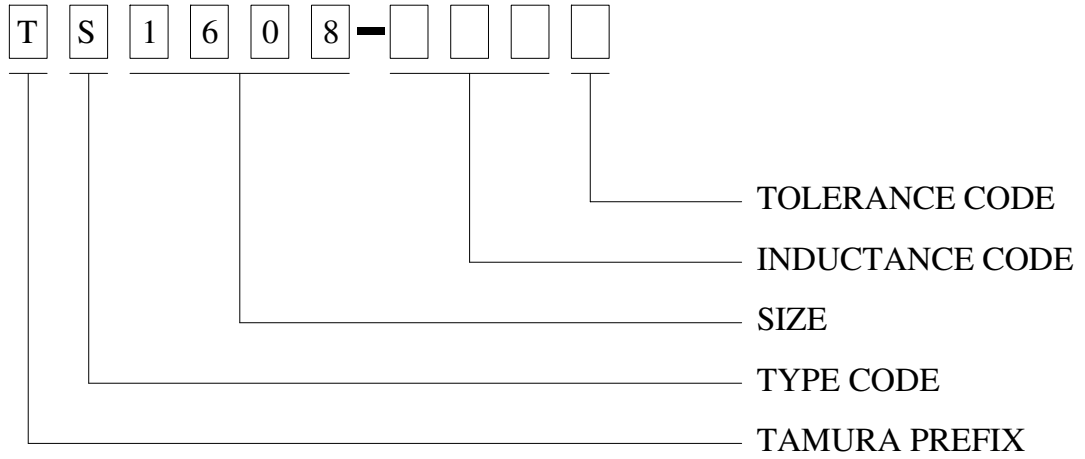 T S 1 6 0 8 -
TOLERANCE CODE
INDUCTANCE CODE
SIZE
TYPE CODE
TAMURA PREFIX